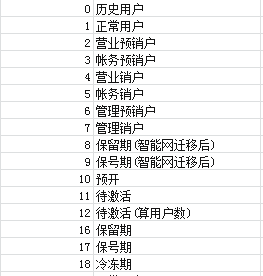 0 历史用户
1 正常用户
2 营业预销户
3 帐务预销户
4 营业销户
5 帐务销户
6 管理预销户
7 管理销户
8 保留期(智能网迁移后)
9 保号期(智能网迁移后)
10 预开
11 待激活
12 待激活(算用户数)
16 保留期
17 保号期
18 冷冻期